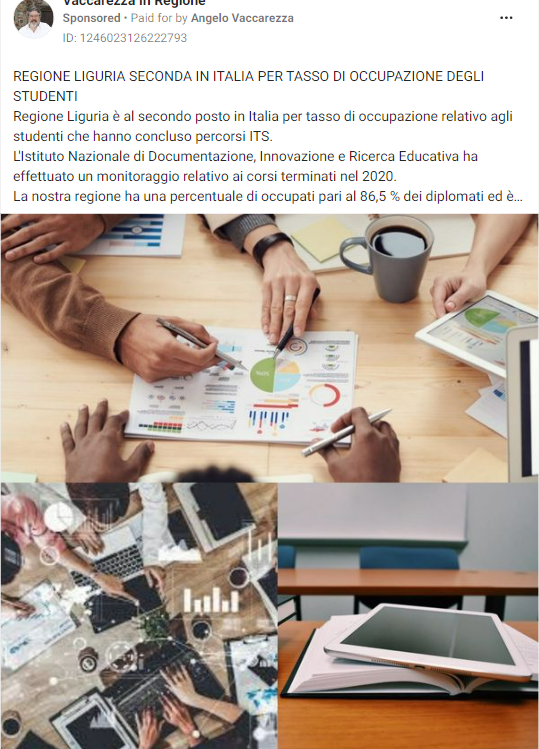 Vaccarezza in Regione
Sponsored • Paid for by Angelo Vaccarezza
ID: 1246023126222793
REGIONE LIGURIA SECONDA IN ITALIA PER TASSO DI OCCUPAZIONE DEGLI
STUDENTI
Regione Liguria è al secondo posto in Italia per tasso di occupazione relativo agli
studenti che hanno concluso percorsi ITS.
L'Istituto Nazionale di Documentazione, Innovazione e Ricerca Educativa ha
effettuato un monitoraggio relativo ai corsi terminati nel 2020.
La nostra regione ha una percentuale di occupati pari al 86,5 % dei diplomati ed è...